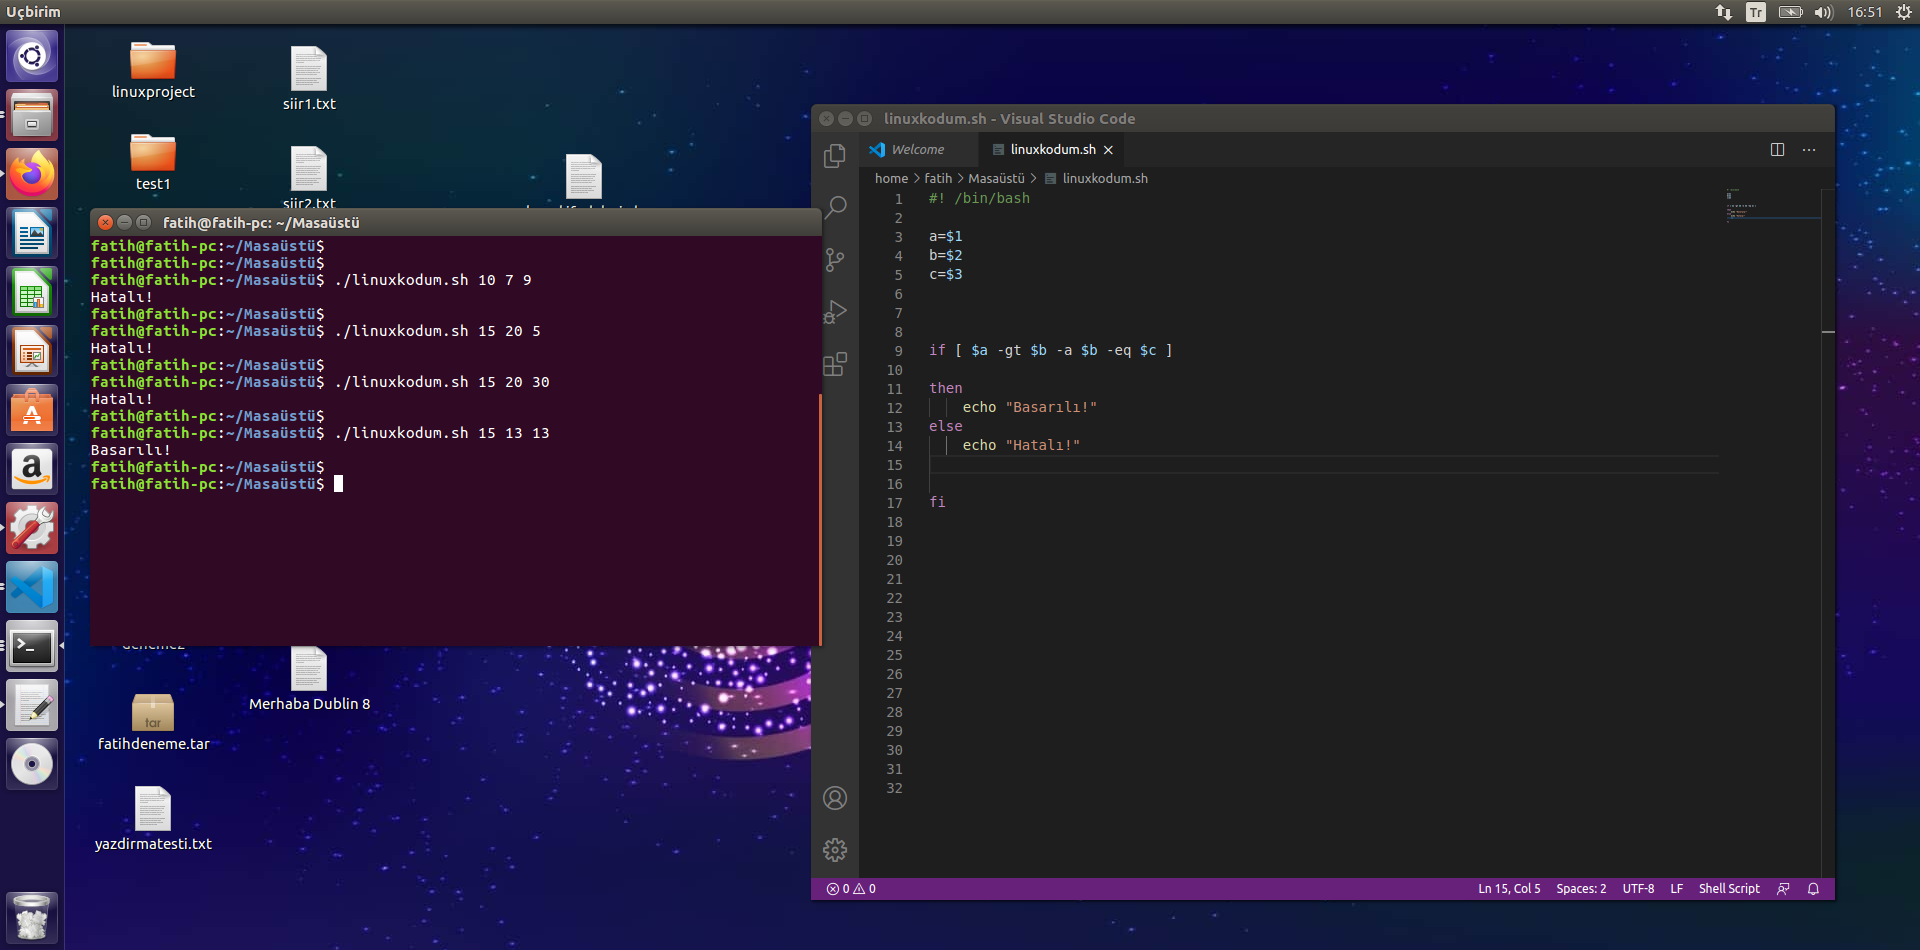 Uçbirim
Tr
16:51
linuxproject
siir1.txt
test1
siir2.txt
fatih@fatih-pc: ~/Masaüstü
fatih@fatih-pc:~/Masaüstü$
fatih@fatih-pc:~/Masaüstü$
fatih@fatih-pc:~/Masaüstü$ ./linuxkodum.sh 10 7 9
Hatalı!
fatih@fatih-pc:~/Masaüstü$
fatih@fatih-pc:~/Masaüstü$ ./linuxkodum.sh 15 20 5
Hatalı!
fatih@fatih-pc:~/Masaüstü$
fatih@fatih-pc:~/Masaüstü$ ./linuxkodum.sh 15 20 30
Hatalı!
fatih@fatih-pc:~/Masaüstü$
fatih@fatih-pc:~/Masaüstü$ ./linuxkodum.sh 15 13 13
Basarılı!
fatih@fatih-pc:~/Masaüstü$
fatih@fatih-pc:~/Masaüstü$
Merhaba Dublin 8
tar
fatihdeneme.tar
yazdirmatesti.txt
linuxkodum.sh - Visual Studio Code
Welcome
linuxkodum.sh
home > fatih > Masaüstü > linuxkodum.sh
1 #! /bin/bash
2
3 a=$1
4 b=$2
5 c=$3
6
7
8
9 if [ $a -gt $b -a $b -eq $c ]
10
11 then
12 echo "Basarılı!"
13 else
14 echo "Hatalı!"
15
16
17 fi
18
19
20
21
22
23
24
25
26
27
28
29
30
31
32
0 0 Ln 15, Col 5 Spaces: 2 UTF-8 LF Shell Script